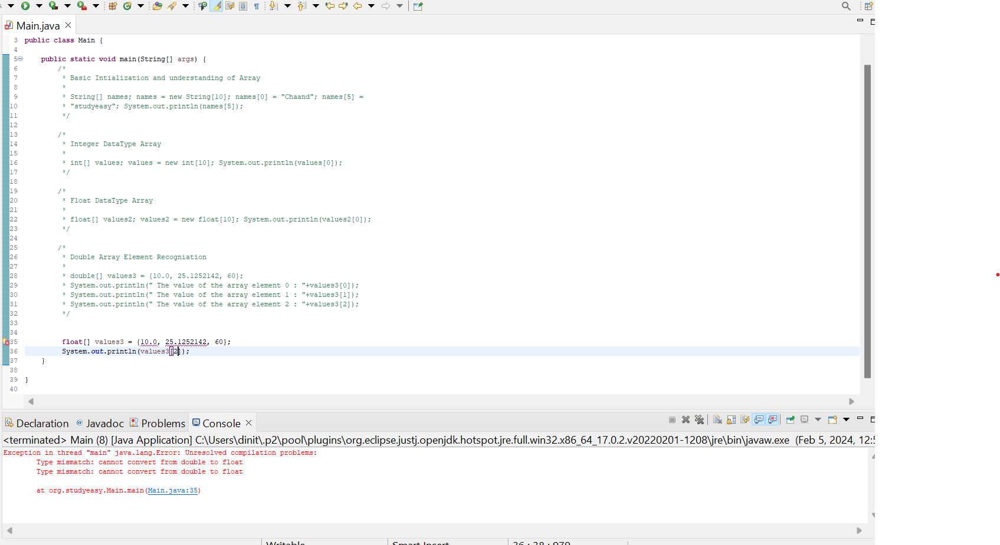 Main.java
3 public class Main {
4
5 public static void main(String[] args) {
6 /*
7 * Basic Intialization and understanding of Array
8 *
9 * String[] names; names = new String[10]; names[0] = "Chaand"; names[5] =
10 * "studyeasy"; System.out.println(names[5]);
11 */
12
13 /*
14 * Integer DataType Array
15 *
16 * int[] values; values = new int[10]; System.out.println(values[0]);
17 */
18
19 /*
20 * Float DataType Array
21 *
22 * float[] values2; values2 = new float[10]; System.out.println(values2[0]);
23 */
24
25 /*
26 * Double Array Element Recogniation
27 *
28 * double[] values3 = {10.0, 25.1252142, 60};
29 * System.out.println(" The value of the array element 0 : "+values3[0]);
30 * System.out.println(" The value of the array element 1 : "+values3[1]);
31 * System.out.println(" The value of the array element 2 : "+values3[2]);
32 */
33
34
35 float[] values3 = {10.0, 25.1252142, 60};
36 System.out.println(values3[2]);
37 }
38
39 }
40
Declaration @ Javadoc Problems Console
<terminated> Main (8) [Java Application] C:\Users\dinit\.p2\pool\plugins\org.eclipse.justj.openjdk.hotspot.jre.full.win32.x86_64_17.0.2.v20220201-1208\jre\bin\javaw.exe (Feb 5, 2024, 12:5
Exception in thread "main" java.lang.Error: Unresolved compilation problems:
Type mismatch: cannot convert from double to float
Type mismatch: cannot convert from double to float
at org.studyeasy.Main.main(Main.java:35)
Writable Smart Insert 36 : 38 : 979